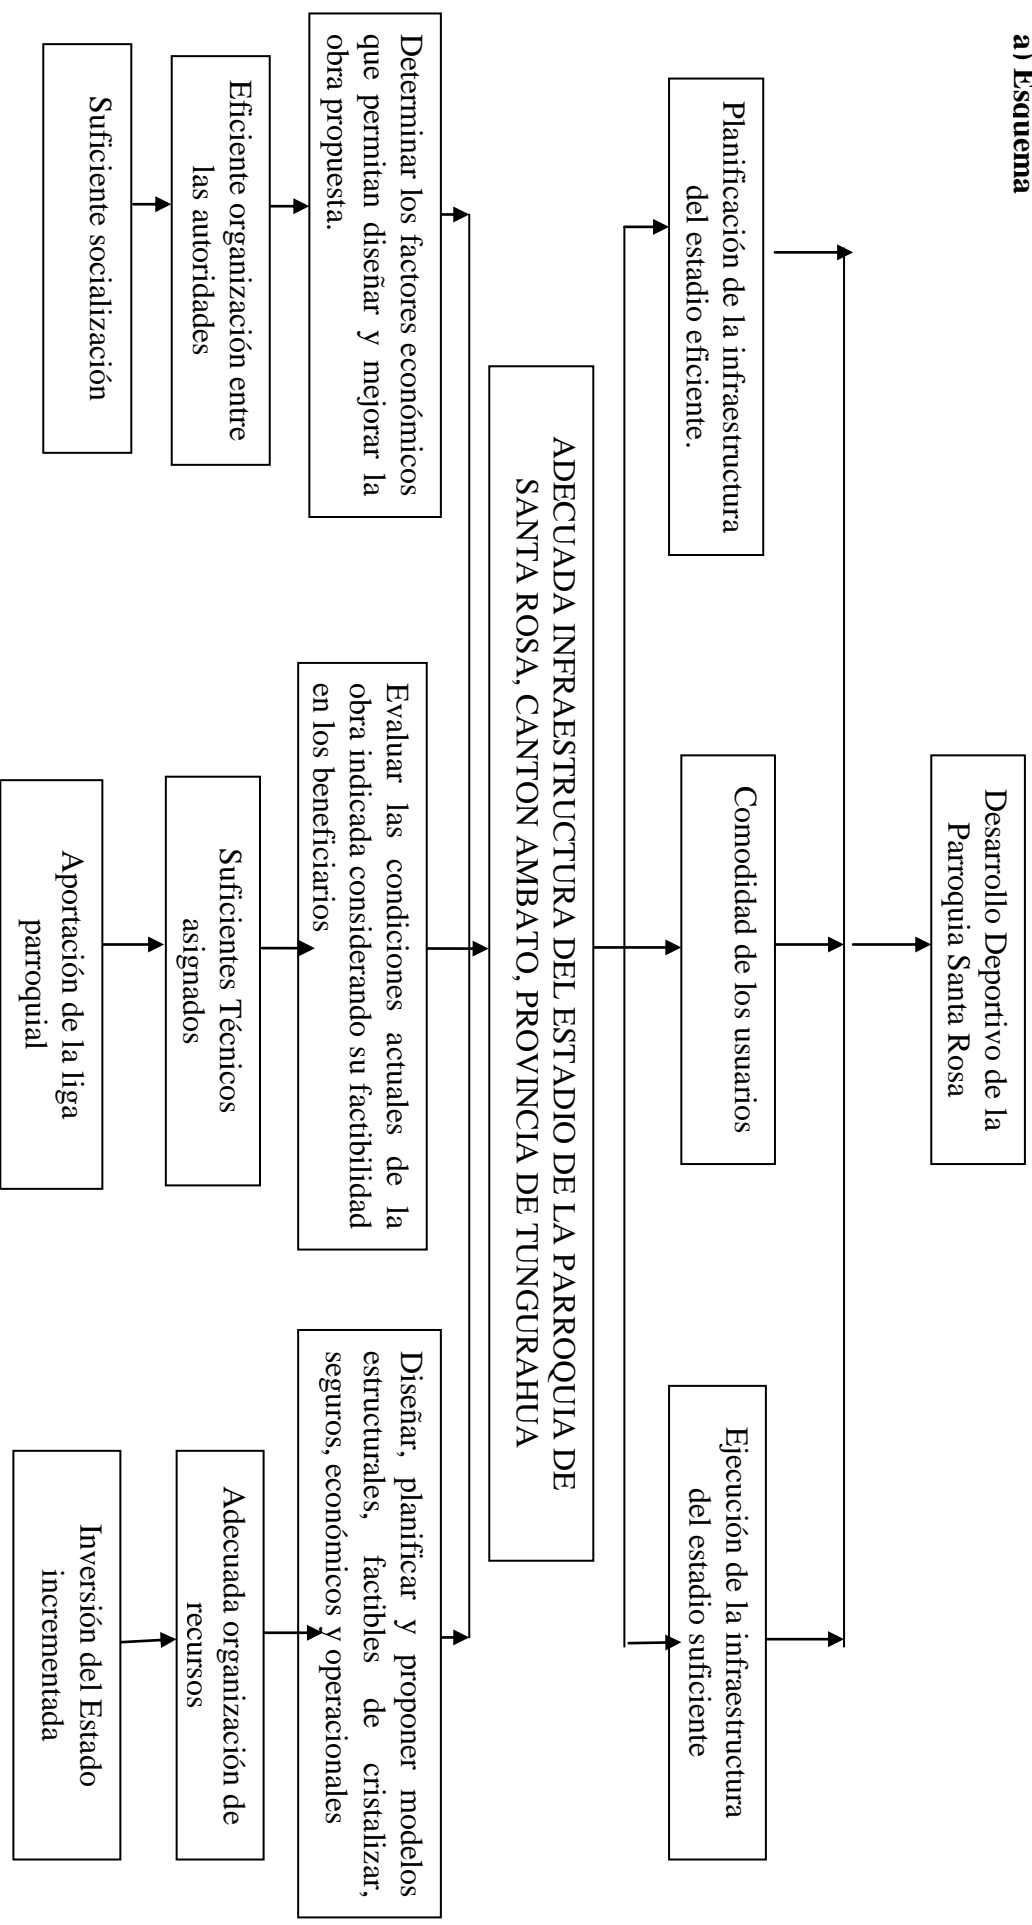 a) Esquema
Desarrollo Deportivo de la
Parroquia Santa Rosa
Planificación de la infraestructura
del estadio eficiente.
Comodidad de los usuarios
Ejecución de la infraestructura
del estadio suficiente
ADECUADA INFRAESTRUCTURA DEL ESTADIO DE LA PARROQUIA DE
SANTA ROSA, CANTON AMBATO, PROVINCIA DE TUNGURAHUA
Determinar los factores económicos
que permitan diseñar y mejorar la
obra propuesta.
Evaluar las condiciones actuales de la
obra indicada considerando su factibilidad
en los beneficiarios
Diseñar, planificar y proponer modelos
estructurales, factibles de cristalizar,
seguros, económicos y operacionales
Eficiente organización entre
las autoridades
Suficientes Técnicos
asignados
Adecuada organización de
recursos
Suficiente socialización
Aportación de la liga
parroquial
Inversión del Estado
incrementada